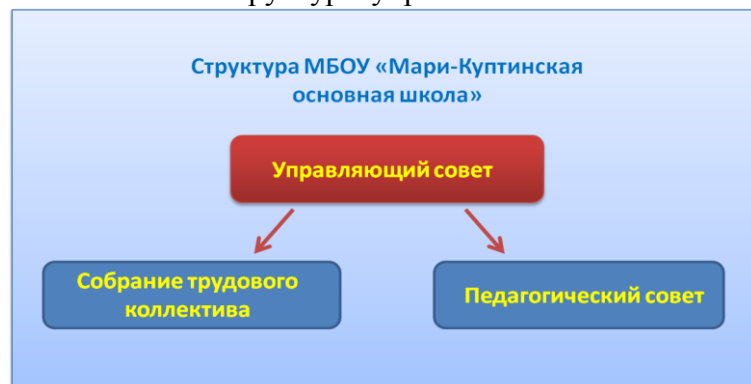 Структура МБОУ «Мари-Куптинская
основная школа»
Управляющий совет
Собрание трудового
коллектива
Педагогический совет